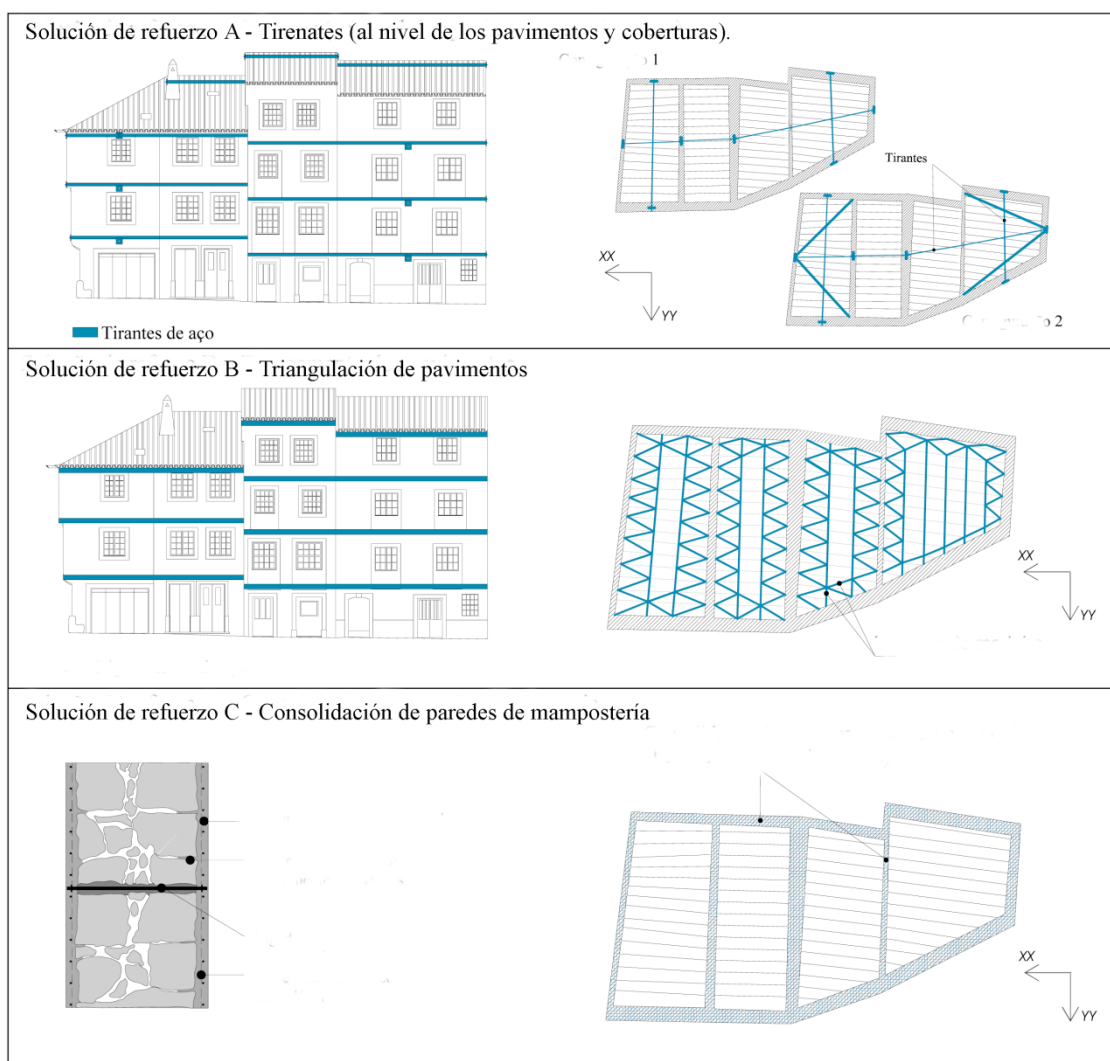 Solución de refuerzo A - Tirenates (al nivel de los pavimentos y coberturas).
1
Tirantes
XX
YY
2
Tirantes de aço
Solución de refuerzo B - Triangulación de pavimentos
XX
YY
Solución de refuerzo C - Consolidación de paredes de mampostería
XX
YY